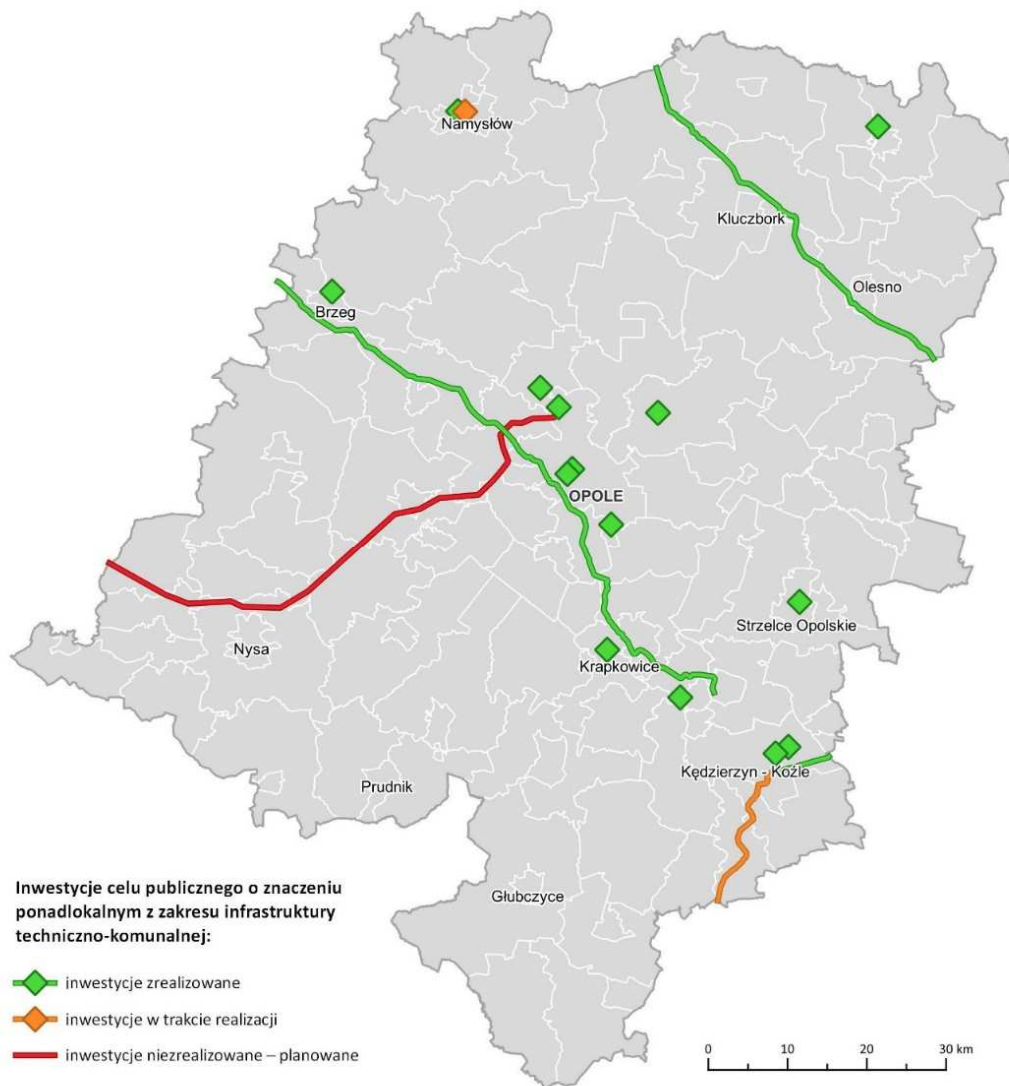 Namysłów
Kluczbork
Olesno
Brzeg
OPOLE
Strzelce Opolskie
Nysa
Krapkowice
Kędzierzyn - Koźle
Prudnik
Głubczyce
Inwestycje celu publicznego o znaczeniu
ponadlokalnym z zakresu infrastruktury
techniczno-komunalnej:
inwestycje zrealizowane
inwestycje w trakcie realizacji
inwestycje niezrealizowane – planowane
0 10 20 30 km